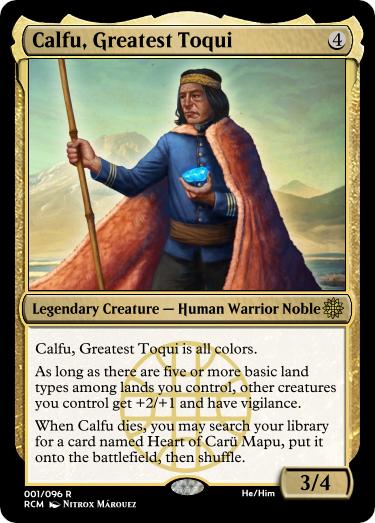 Calfu, Greatest Toqui 4
Legendary Creature — Human Warrior Noble
Calfu, Greatest Toqui is all colors.
As long as there are five or more basic land
types among lands you control, other creatures
you control get +2/+1 and have vigilance.
When Calfu dies, you may search your library
for a card named Heart of Carü Mapu, put it
onto the battlefield, then shuffle.
3/4
001/096 R He/Him
RCM Nitrox Márquez